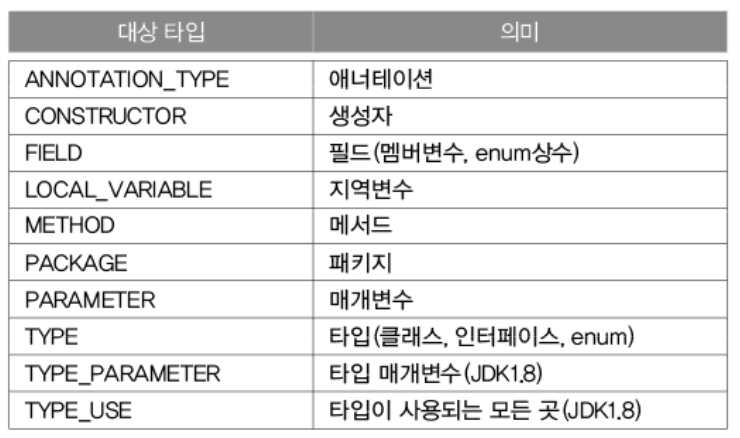 대상 타입 의미
ANNOTATION_TYPE 애너테이션
CONSTRUCTOR 생성자
FIELD 필드(멤버변수, enum상수)
LOCAL_VARIABLE 지역변수
METHOD 메서드
PACKAGE 패키지
PARAMETER 매개변수
TYPE 타입(클래스, 인터페이스, enum)
TYPE_PARAMETER 타입 매개변수(JDK1.8)
TYPE_USE 타입이 사용되는 모든 곳(JDK1.8)